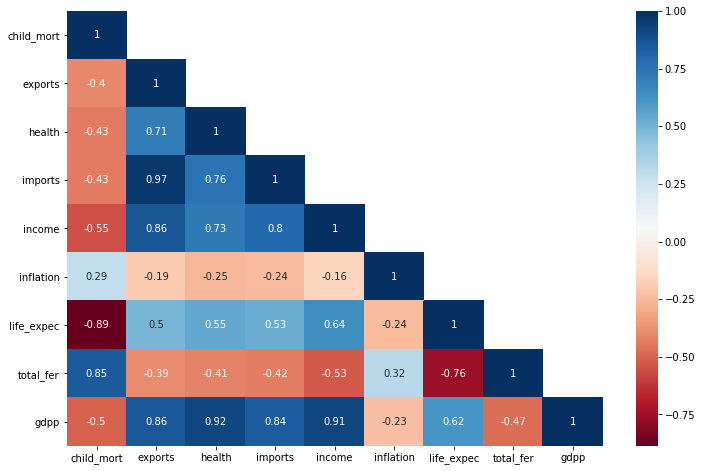 child_mort 1
exports -0.4 1
health -0.43 0.71 1
imports -0.43 0.97 0.76 1
income -0.55 0.86 0.73 0.8 1
inflation 0.29 -0.19 -0.25 -0.24 -0.16 1
life_expec -0.89 0.5 0.55 0.53 0.64 -0.24 1
total_fer 0.85 -0.39 -0.41 -0.42 -0.53 0.32 -0.76 1
gdpp -0.5 0.86 0.92 0.84 0.91 -0.23 0.62 -0.47 1
child_mort exports health imports income inflation life_expec total_fer gdpp
1.00
0.75
0.50
0.25
0.00
-0.25
-0.50
-0.75